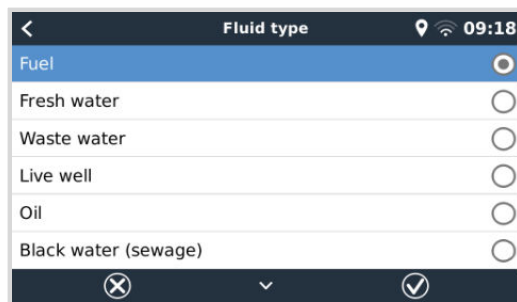 Fluid type 09:18
Fuel
Fresh water
Waste water
Live well
Oil
Black water (sewage)